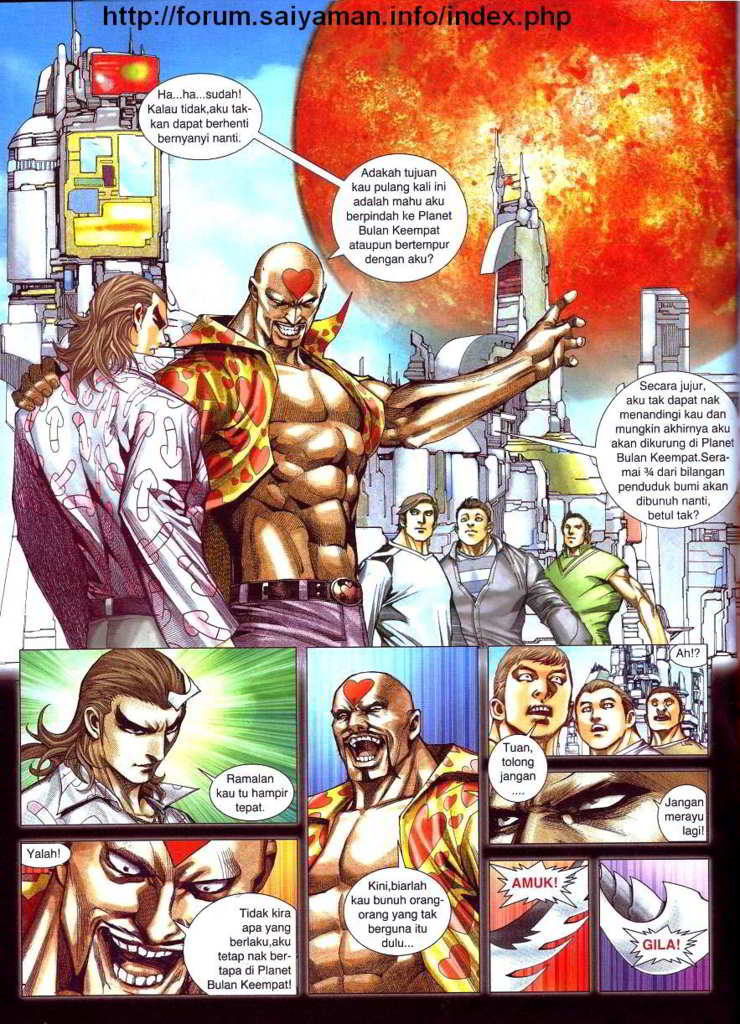 http://forum.saiyaman.info/index.php
Ha...ha...sudah!
Kalau tidak,aku tak-
kan dapat berhenti
bernyanyi nanti.
Adakah tujuan
kau pulang kali ini
adalah mahu aku
berpindah ke Planet
Bulan Keempat
ataupun bertempur
dengan aku?
Secara jujur,
aku tak dapat nak
menandingi kau dan
mungkin akhirnya aku
akan dikurung di Planet
Bulan Keempat.Sera-
mai ¾ dari bilangan
penduduk bumi akan
dibunuh nanti,
betul tak?
Ramalan
kau tu hampir
tepat.
Yalah!
Tidak kira
apa yang
berlaku,aku
tetap nak ber-
tapa di Planet
Bulan Keempat!
Kini,biarlah
kau bunuh orang-
orang yang tak
berguna itu
dulu...
Ah!?
Tuan,
tolong
jangan
....
Jangan
merayu
lagi!
AMUK!
GILA!